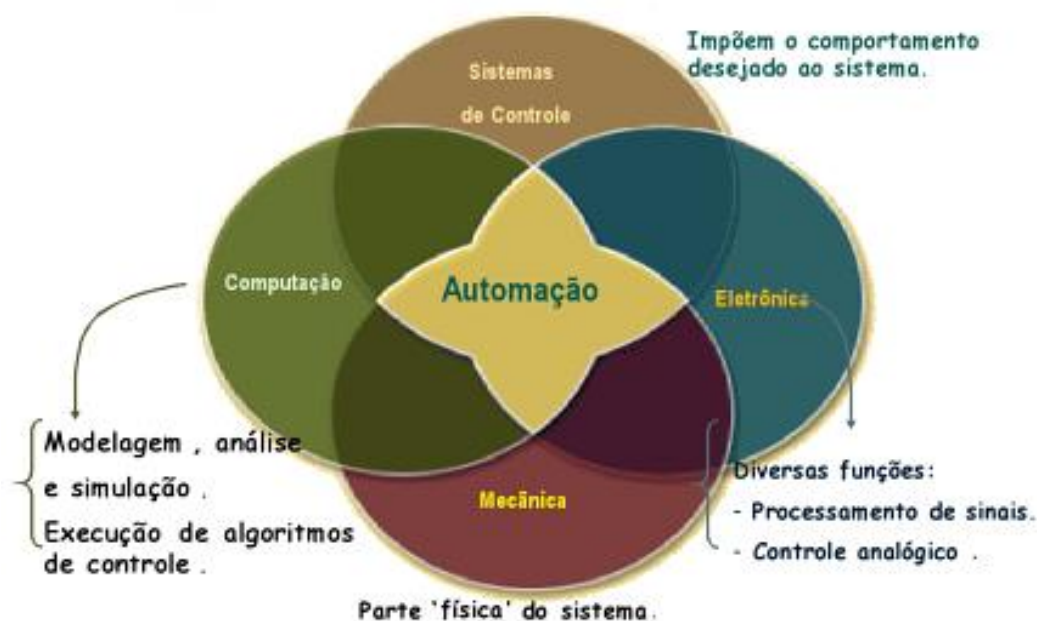 Impõem o comportamento
desejado ao sistema.
Sistemas
de Controle
Computação
Automação
Eletrônica
Modelagem , análise
e simulação .
Execução de algoritmos
de controle .
Mecânica
Diversas funções:
- Processamento de sinais.
- Controle analógico .
Parte 'física' do sistema.